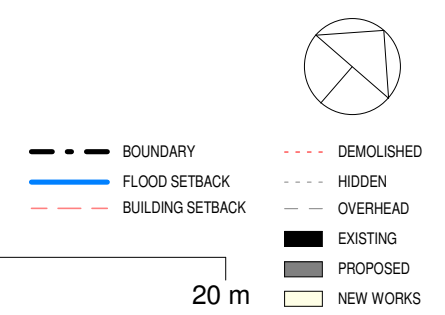 BOUNDARY
FLOOD SETBACK
BUILDING SETBACK
DEMOLISHED
HIDDEN
OVERHEAD
EXISTING
PROPOSED
NEW WORKS
20 m